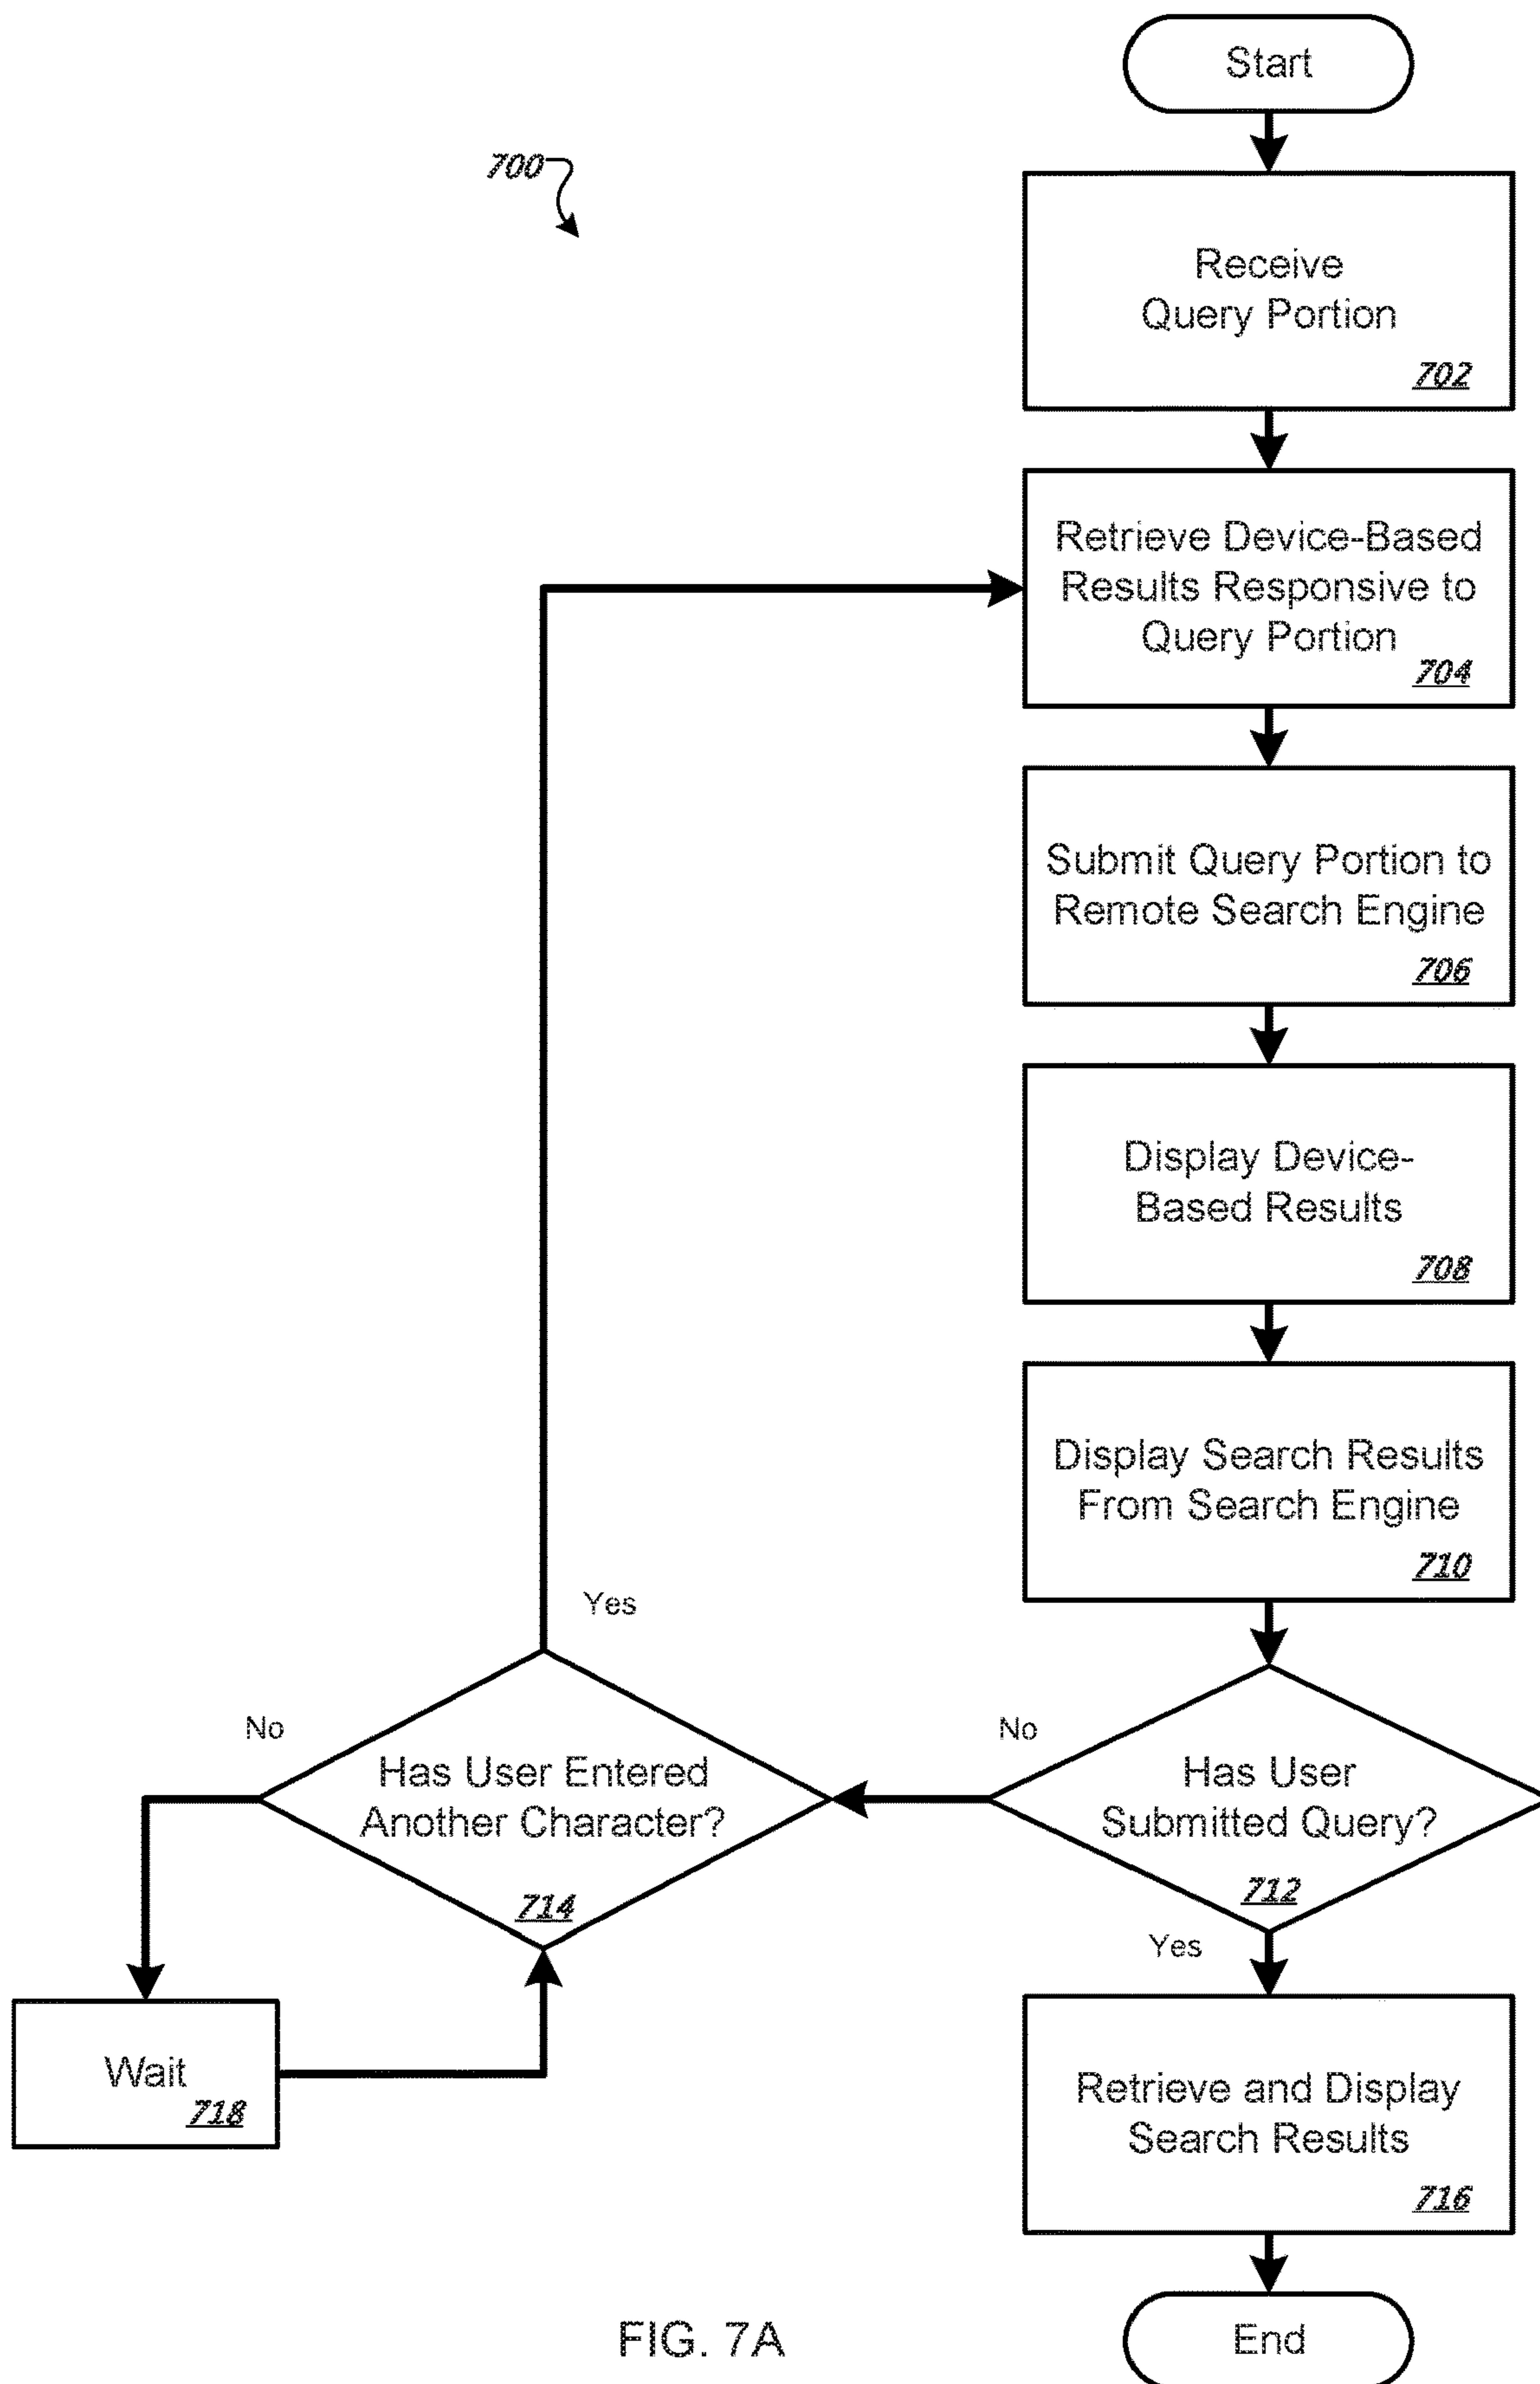 Start
700
Receive
Query Portion
702
Retrieve Device-Based
Results Responsive to
Query Portion
704
Submit Query Portion to
Remote Search Engine
706
Display Device-
Based Results
708
Display Search Results
From Search Engine
710
Yes
No
Has User Entered
Another Character?
714
No
Has User
Submitted Query?
712
Yes
Wait
718
Retrieve and Display
Search Results
716
End
FIG. 7A